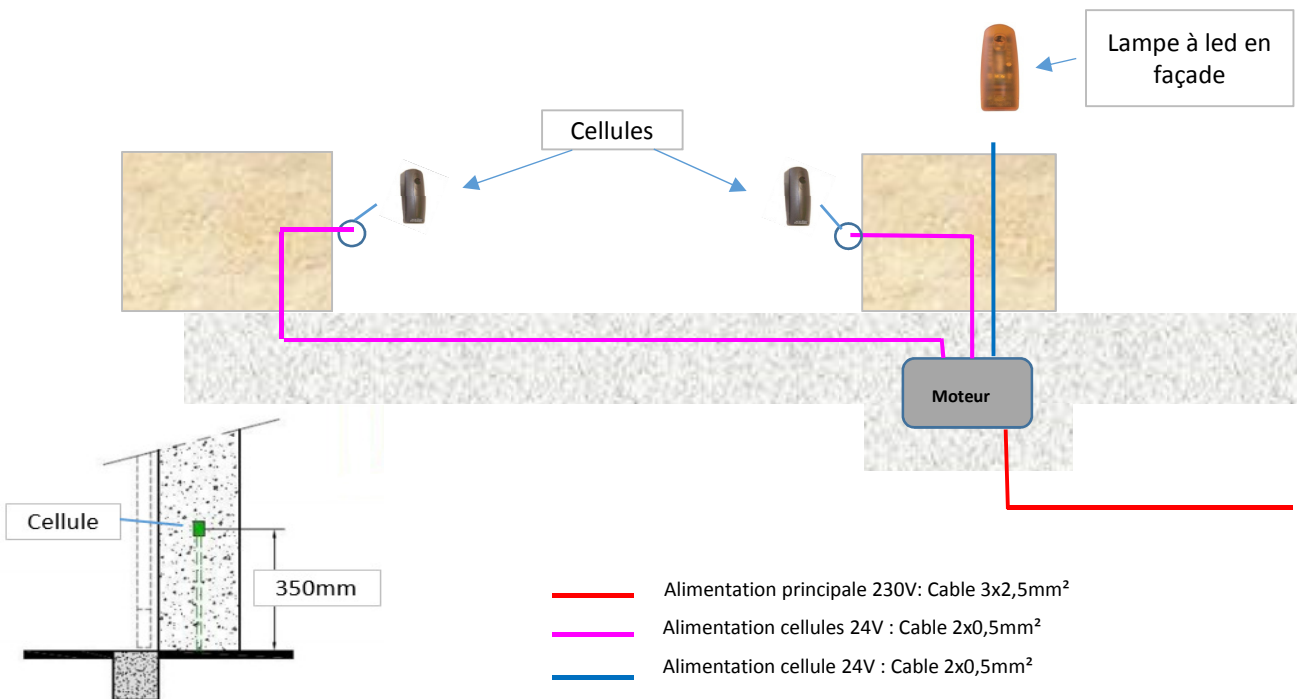 Lampe à led en
façade
Cellules
Moteur
Cellule
350mm
Alimentation principale 230V: Cable 3x2,5mm²
Alimentation cellules 24V : Cable 2x0,5mm²
Alimentation cellule 24V : Cable 2x0,5mm²